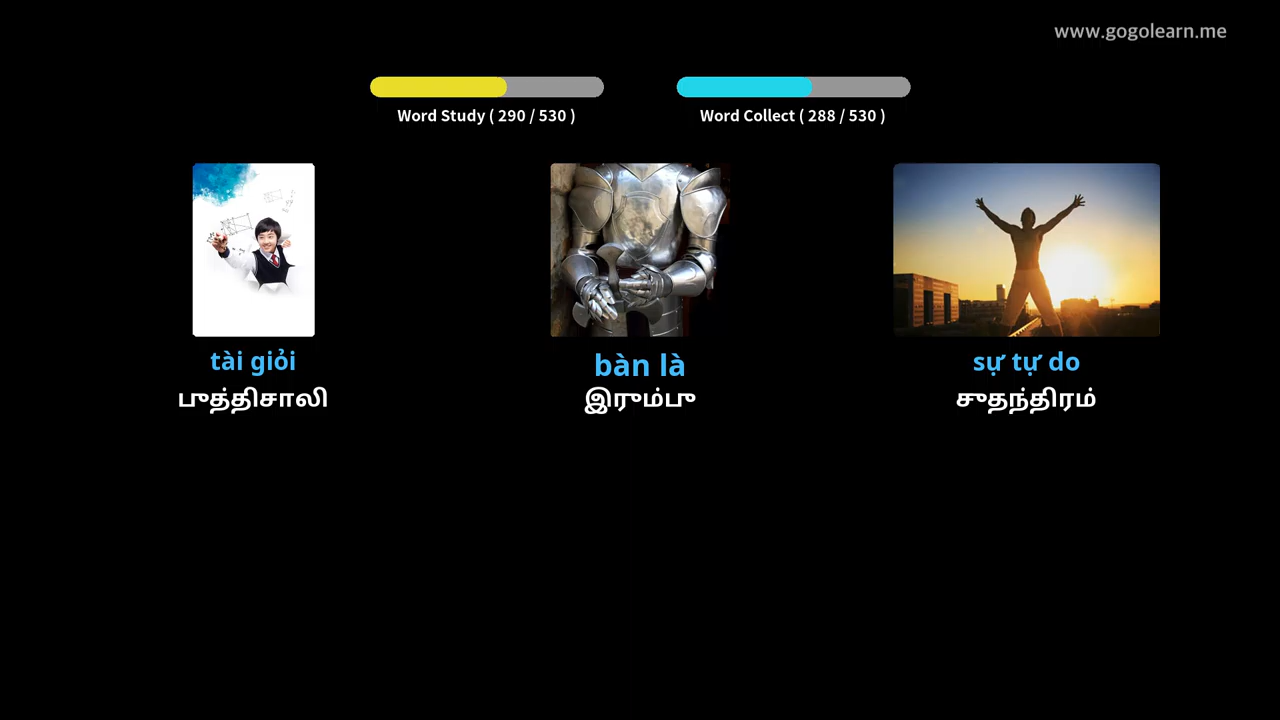 www.gogolearn.me
Word Study ( 290 / 530 )
Word Collect ( 288 / 530 )
tài giỏi
புத்திசாலி
bàn là
இரும்பு
sự tự do
சுதந்திரம்